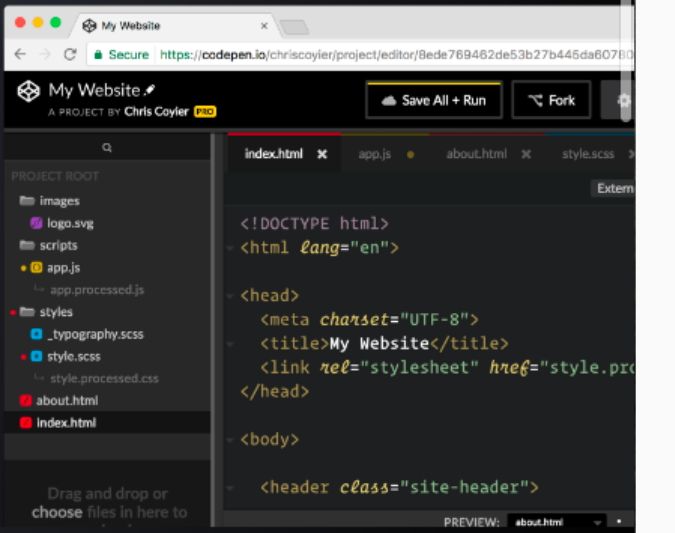 My Website
Secure https://codepen.io/chriscoyier/project/editor/8ede769462de53b27b445da60780
My Website
A PROJECT BY Chris Coyier PRO
Save All + Run
Fork
index.html
app.js
about.html
style.scss
PROJECT ROOT
images
logo.svg
scripts
app.js
app.processed.js
styles
_typography.scss
style.scss
style.processed.css
about.html
index.html
Drag and drop or
choose files in here to
Extern
<!DOCTYPE html>
<html lang="en">
<head>
<meta charset="UTF-8">
<title>My Website</title>
<link rel="stylesheet" href="style.pro
</head>
<body>
<header class="site-header">
PREVIEW: about.html